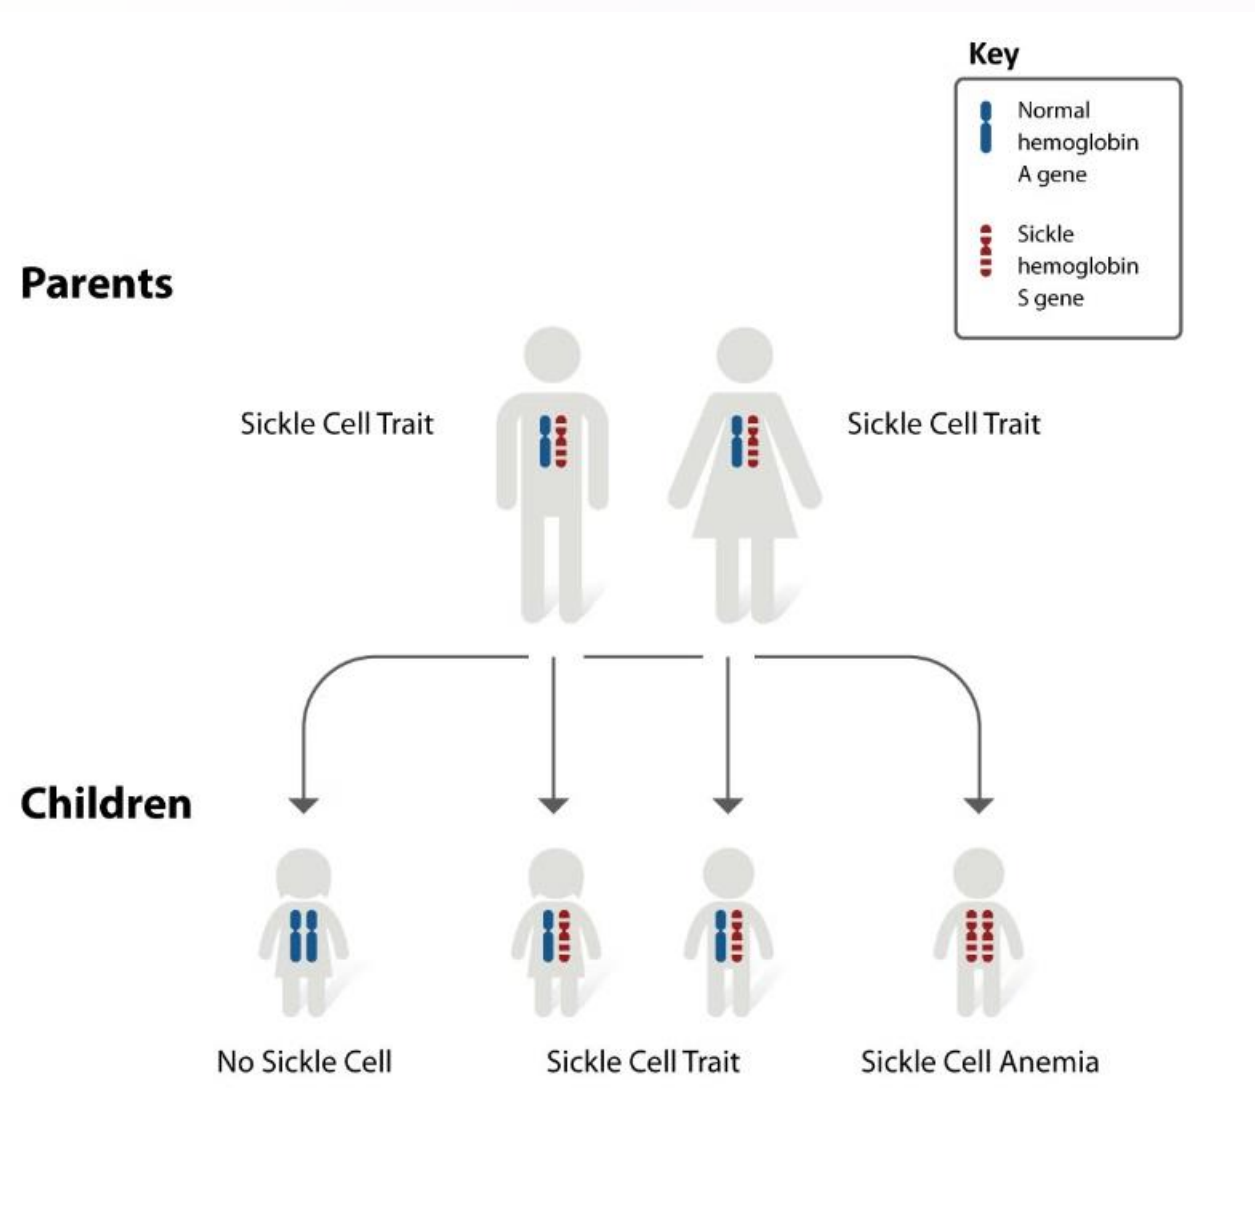 Key
Normal
hemoglobin
A gene
Sickle
hemoglobin
S gene
Parents
Sickle Cell Trait
Sickle Cell Trait
Children
No Sickle Cell
Sickle Cell Trait
Sickle Cell Anemia